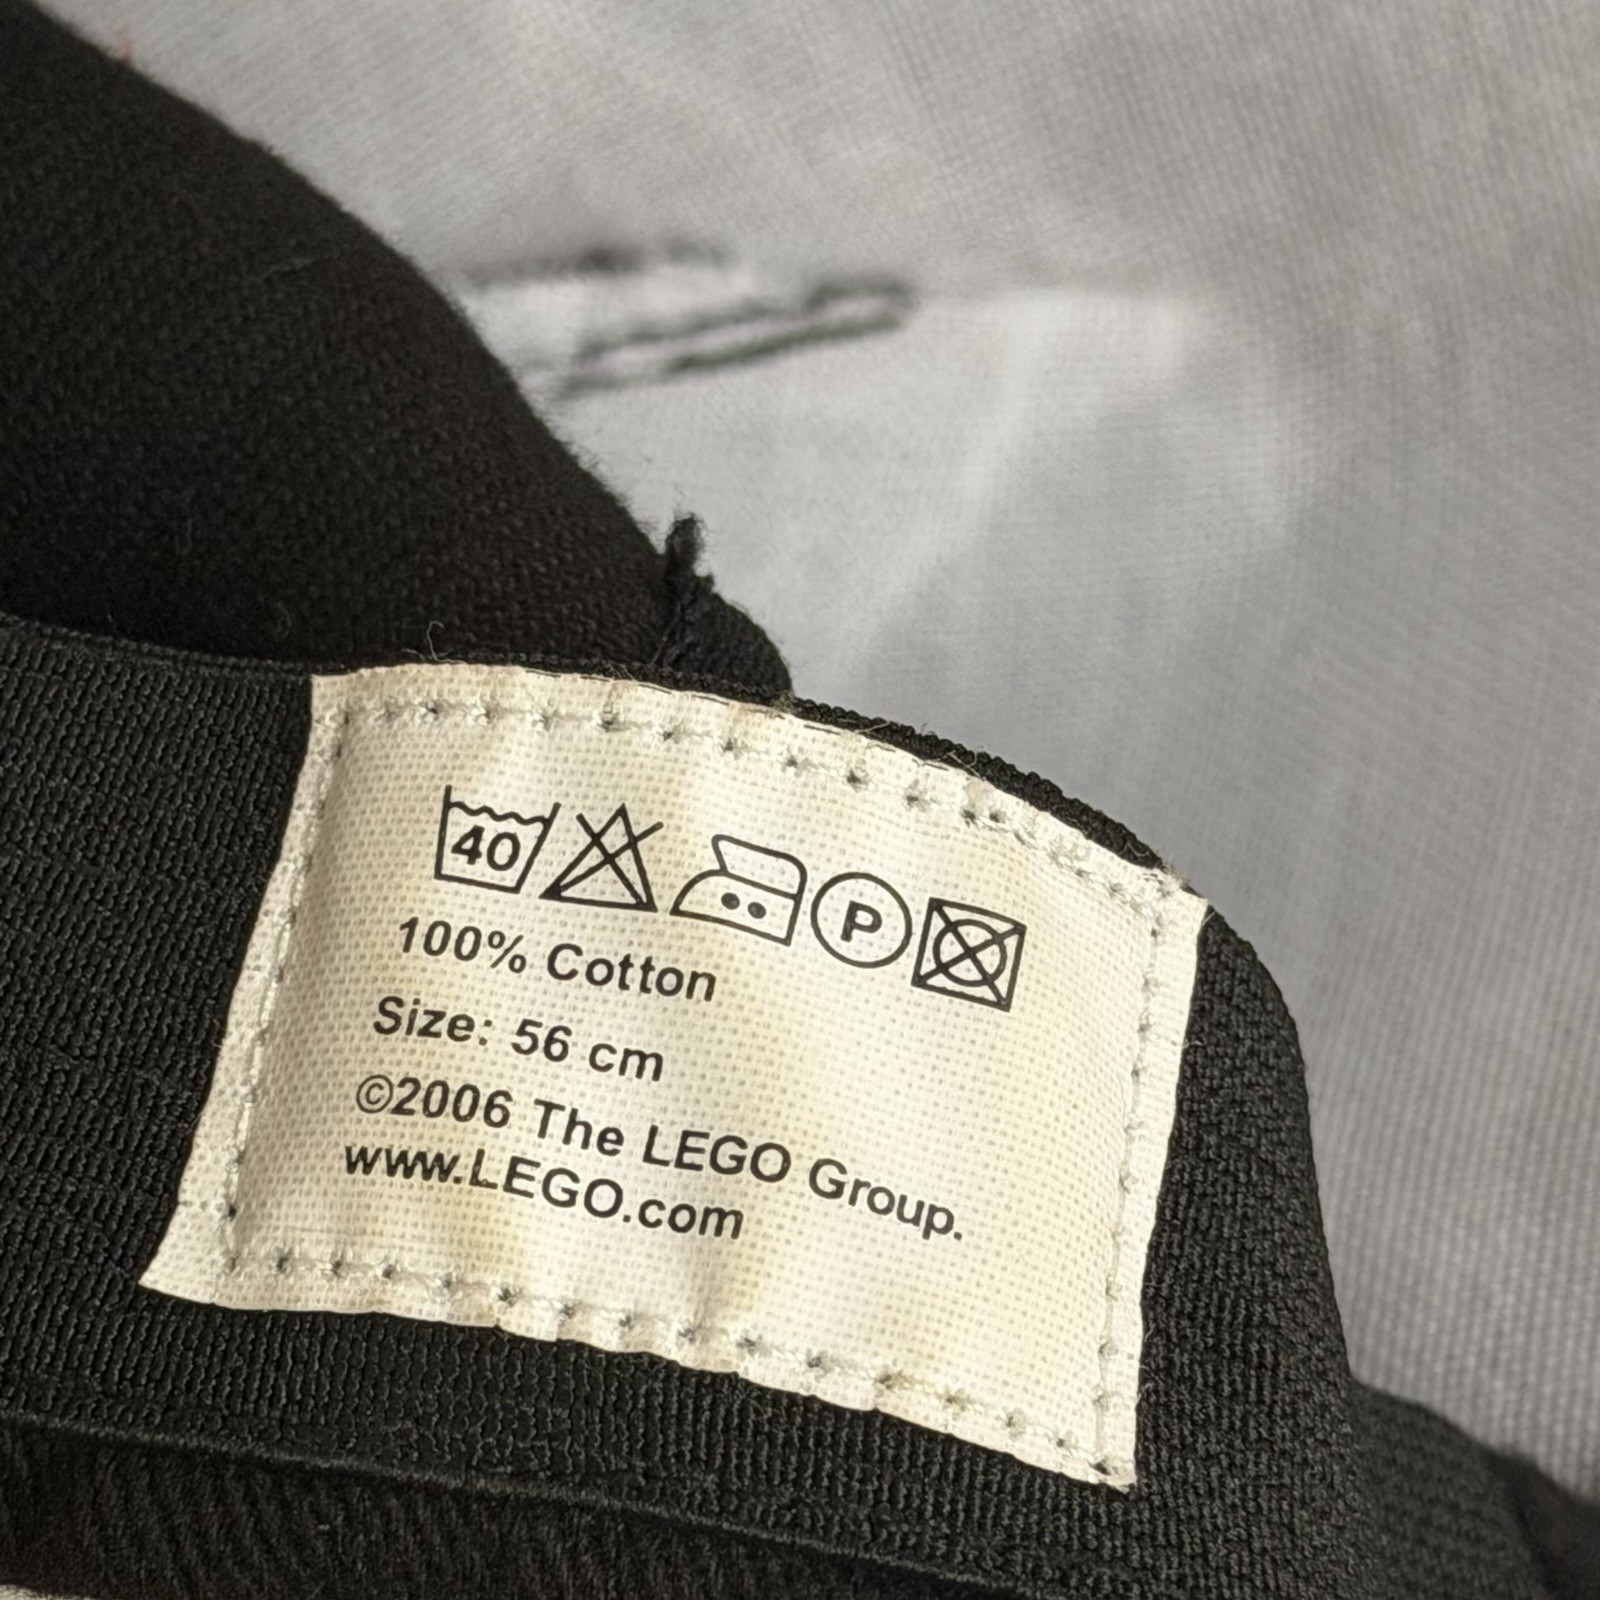 40 P
100% Cotton
Size: 56 cm
©2006 The LEGO Group.
www.LEGO.com